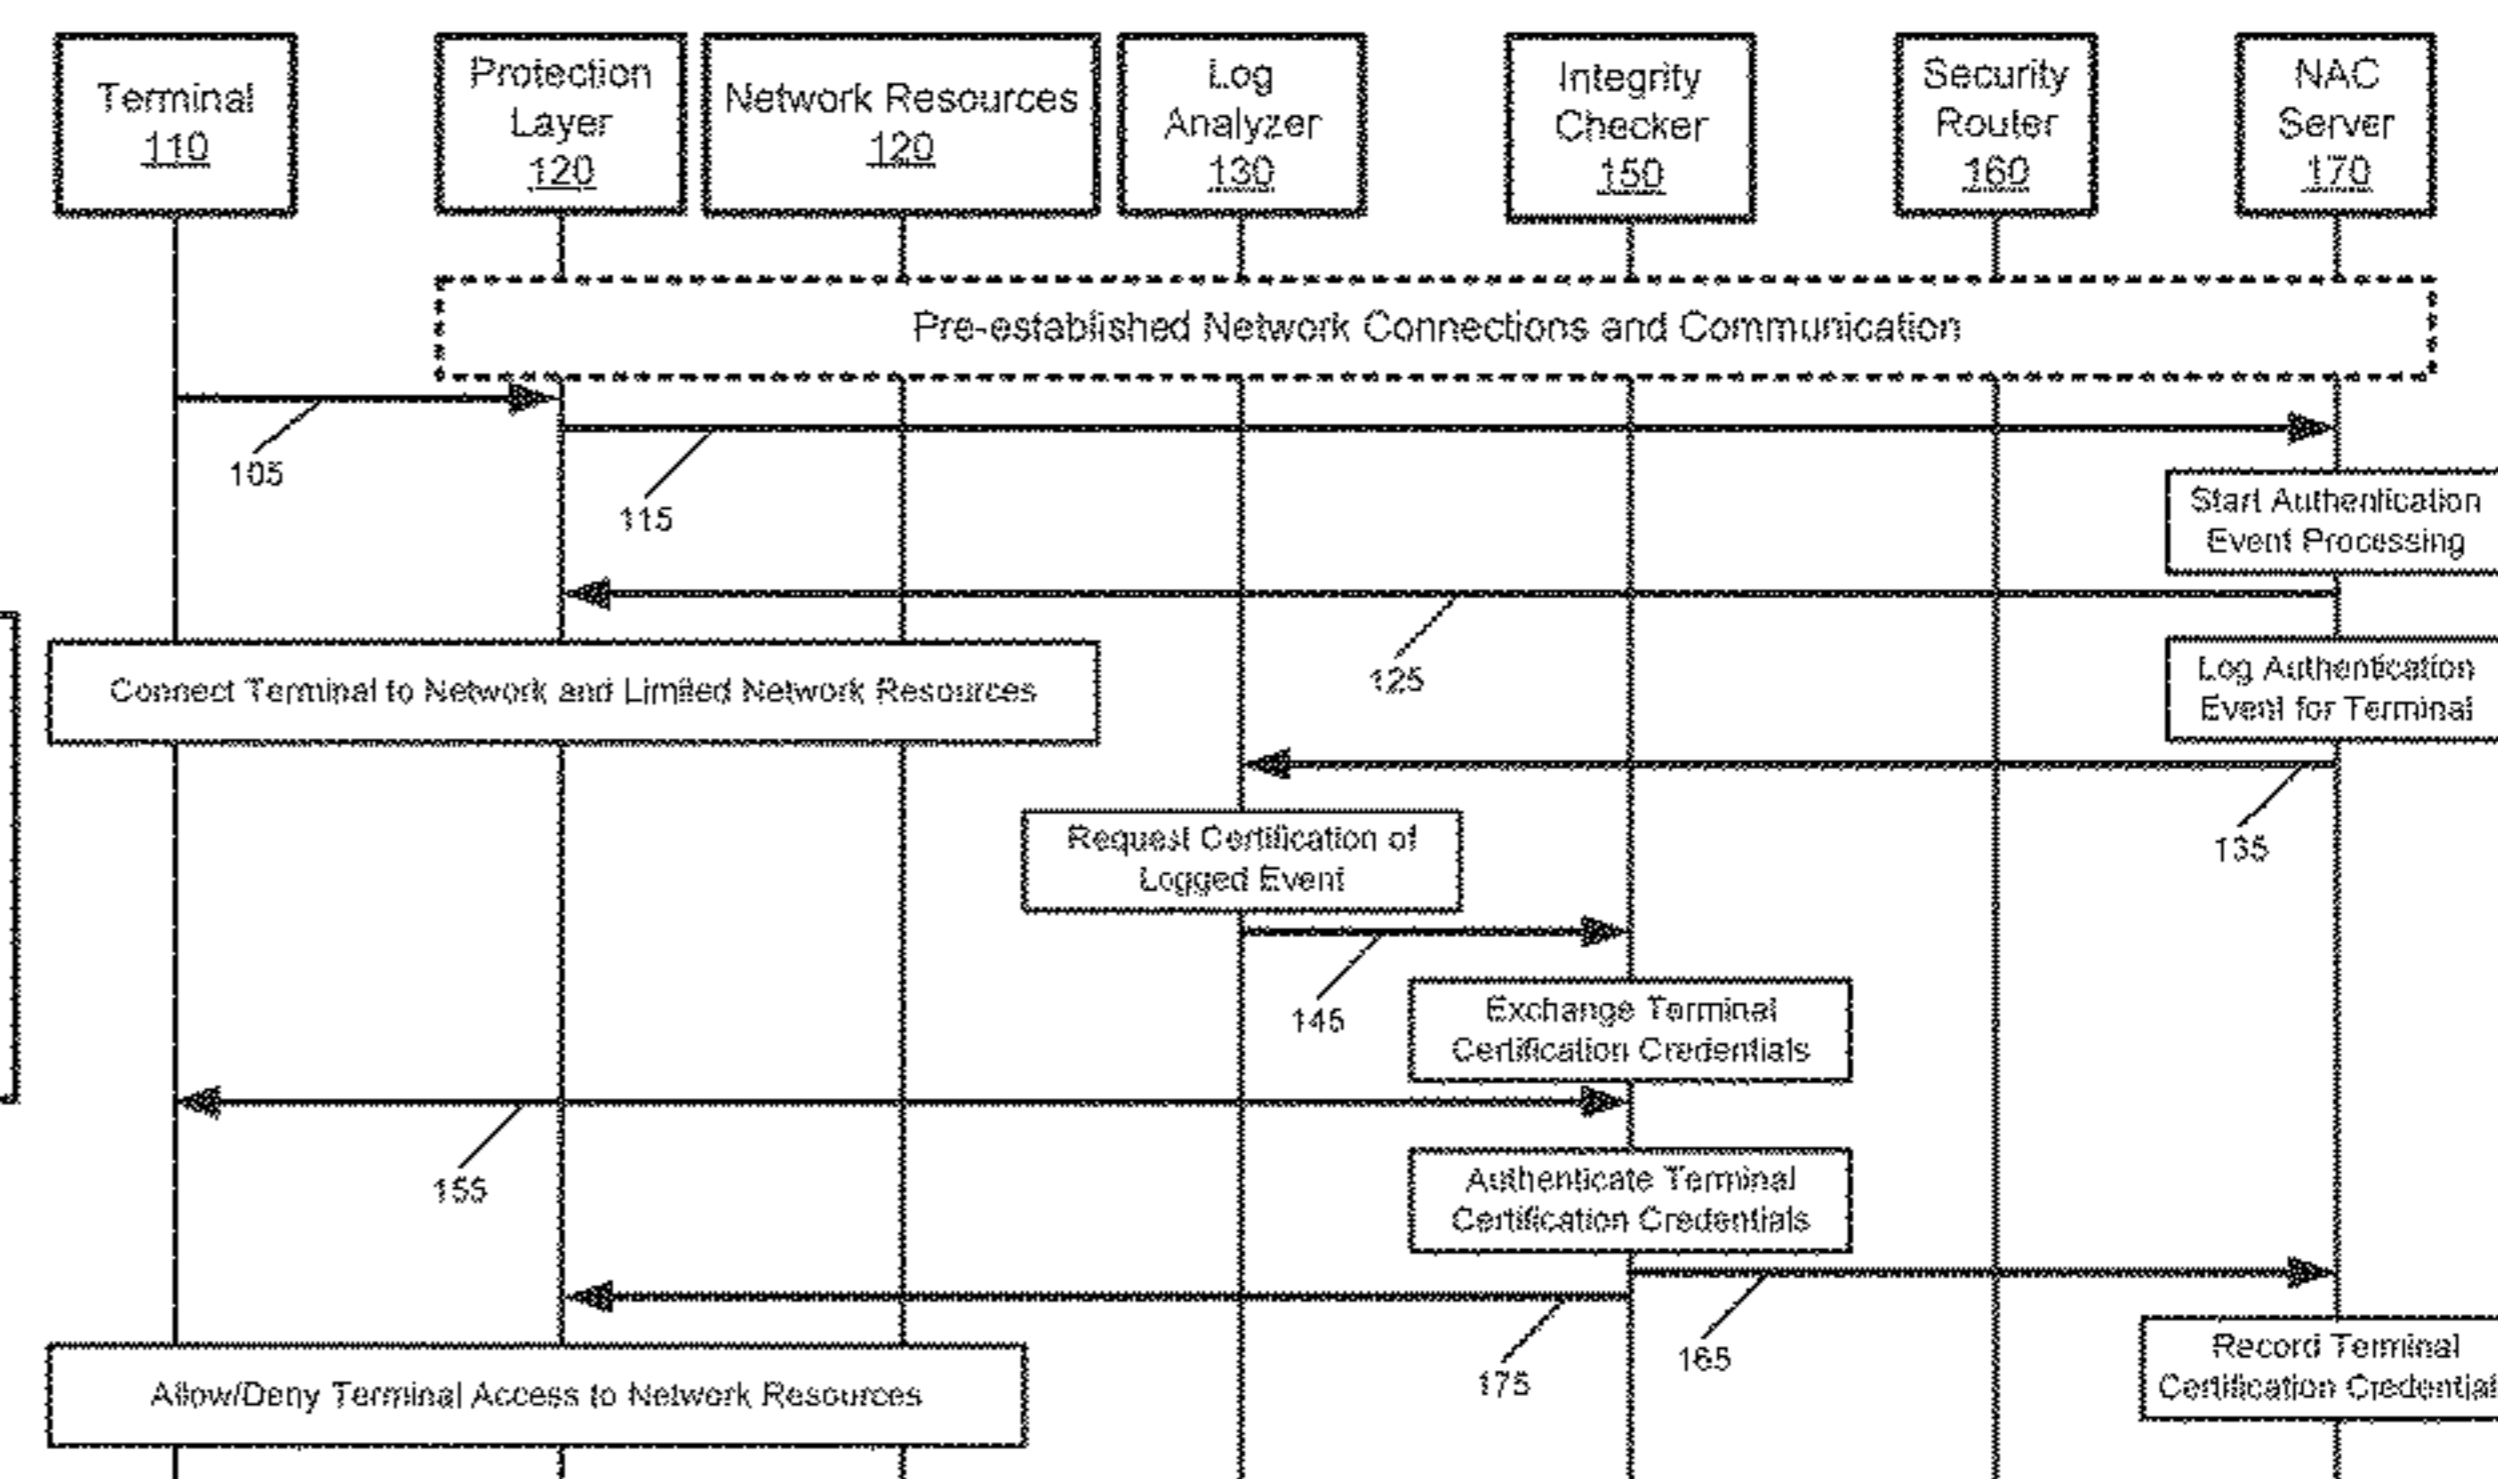 Terminal
110
Protection
Layer
120
Network Resources
120
Log
Analyzer
130
Integrity
Checker
150
Security
Router
160
NAC
Server
170
Pre-established Network Connections and Communication
105
115
Start Authentication
Event Processing
125
Connect Terminal to Network and Limited Network Resources
Log Authentication
Event for Terminal
135
Request Certification of
Logged Event
145
Exchange Terminal
Certification Credentials
155
Authenticate Terminal
Certification Credentials
165
175
Record Terminal
Certification Credential
Allow/Deny Terminal Access to Network Resources